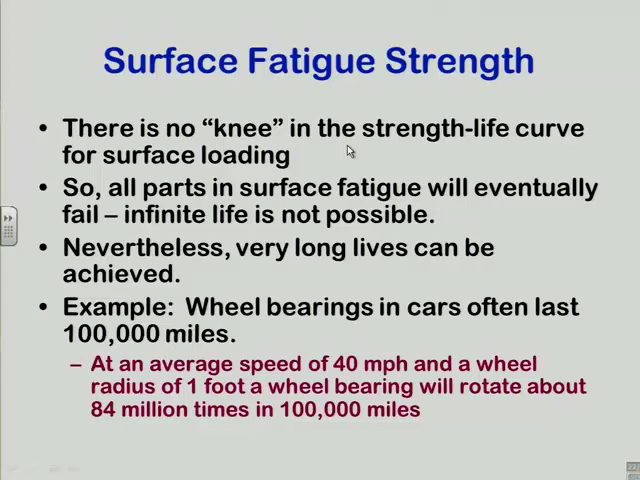 Surface Fatigue Strength
• There is no “knee” in the strength-life curve
for surface loading
• So, all parts in surface fatigue will eventually
fail – infinite life is not possible.
• Nevertheless, very long lives can be
achieved.
• Example: Wheel bearings in cars often last
100,000 miles.
– At an average speed of 40 mph and a wheel
radius of 1 foot a wheel bearing will rotate about
84 million times in 100,000 miles